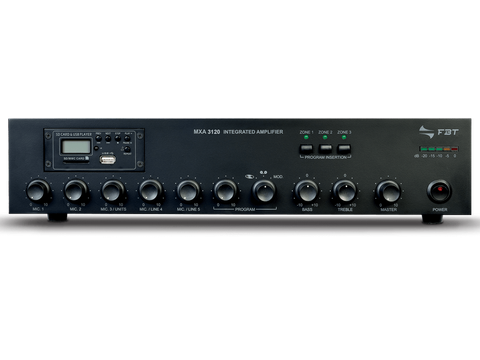 SD CARD & USB PLAYER
MXA 3120 INTEGRATED AMPLIFIER
ZONE 1 ZONE 2 ZONE 3
PROGRAM INSERTION
FBT
MOD.
MIC. 1
MIC. 2
MIC. 3 / UNITS
MIC. / LINE 4
MIC. / LINE 5
PROGRAM
BASS
TREBLE
MASTER
POWER